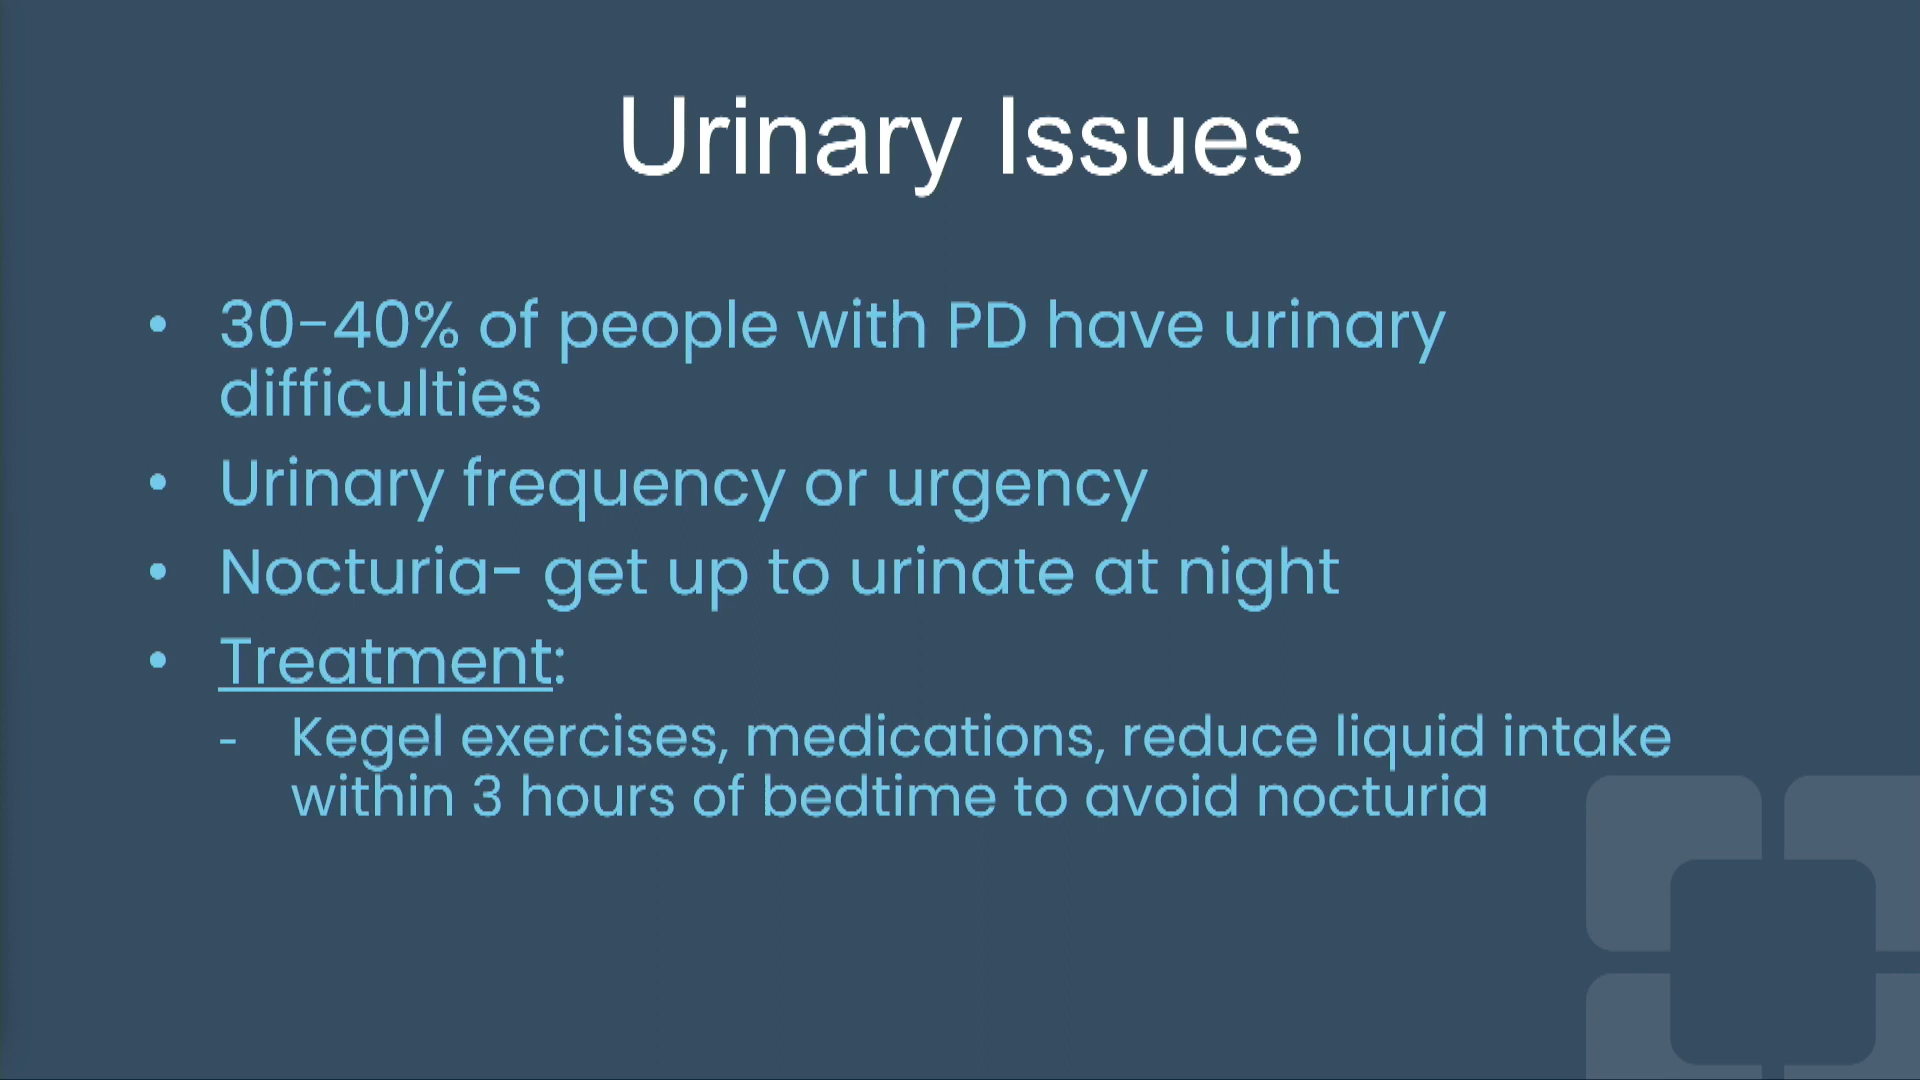 Urinary Issues
• 30-40% of people with PD have urinary
difficulties
• Urinary frequency or urgency
• Nocturia- get up to urinate at night
• Treatment:
- Kegel exercises, medications, reduce liquid intake
within 3 hours of bedtime to avoid nocturia